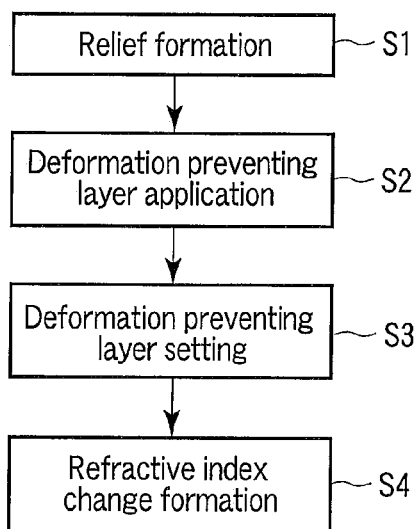 Relief formation
S1
Deformation preventing
layer application
S2
Deformation preventing
layer setting
S3
Refractive index
change formation
S4